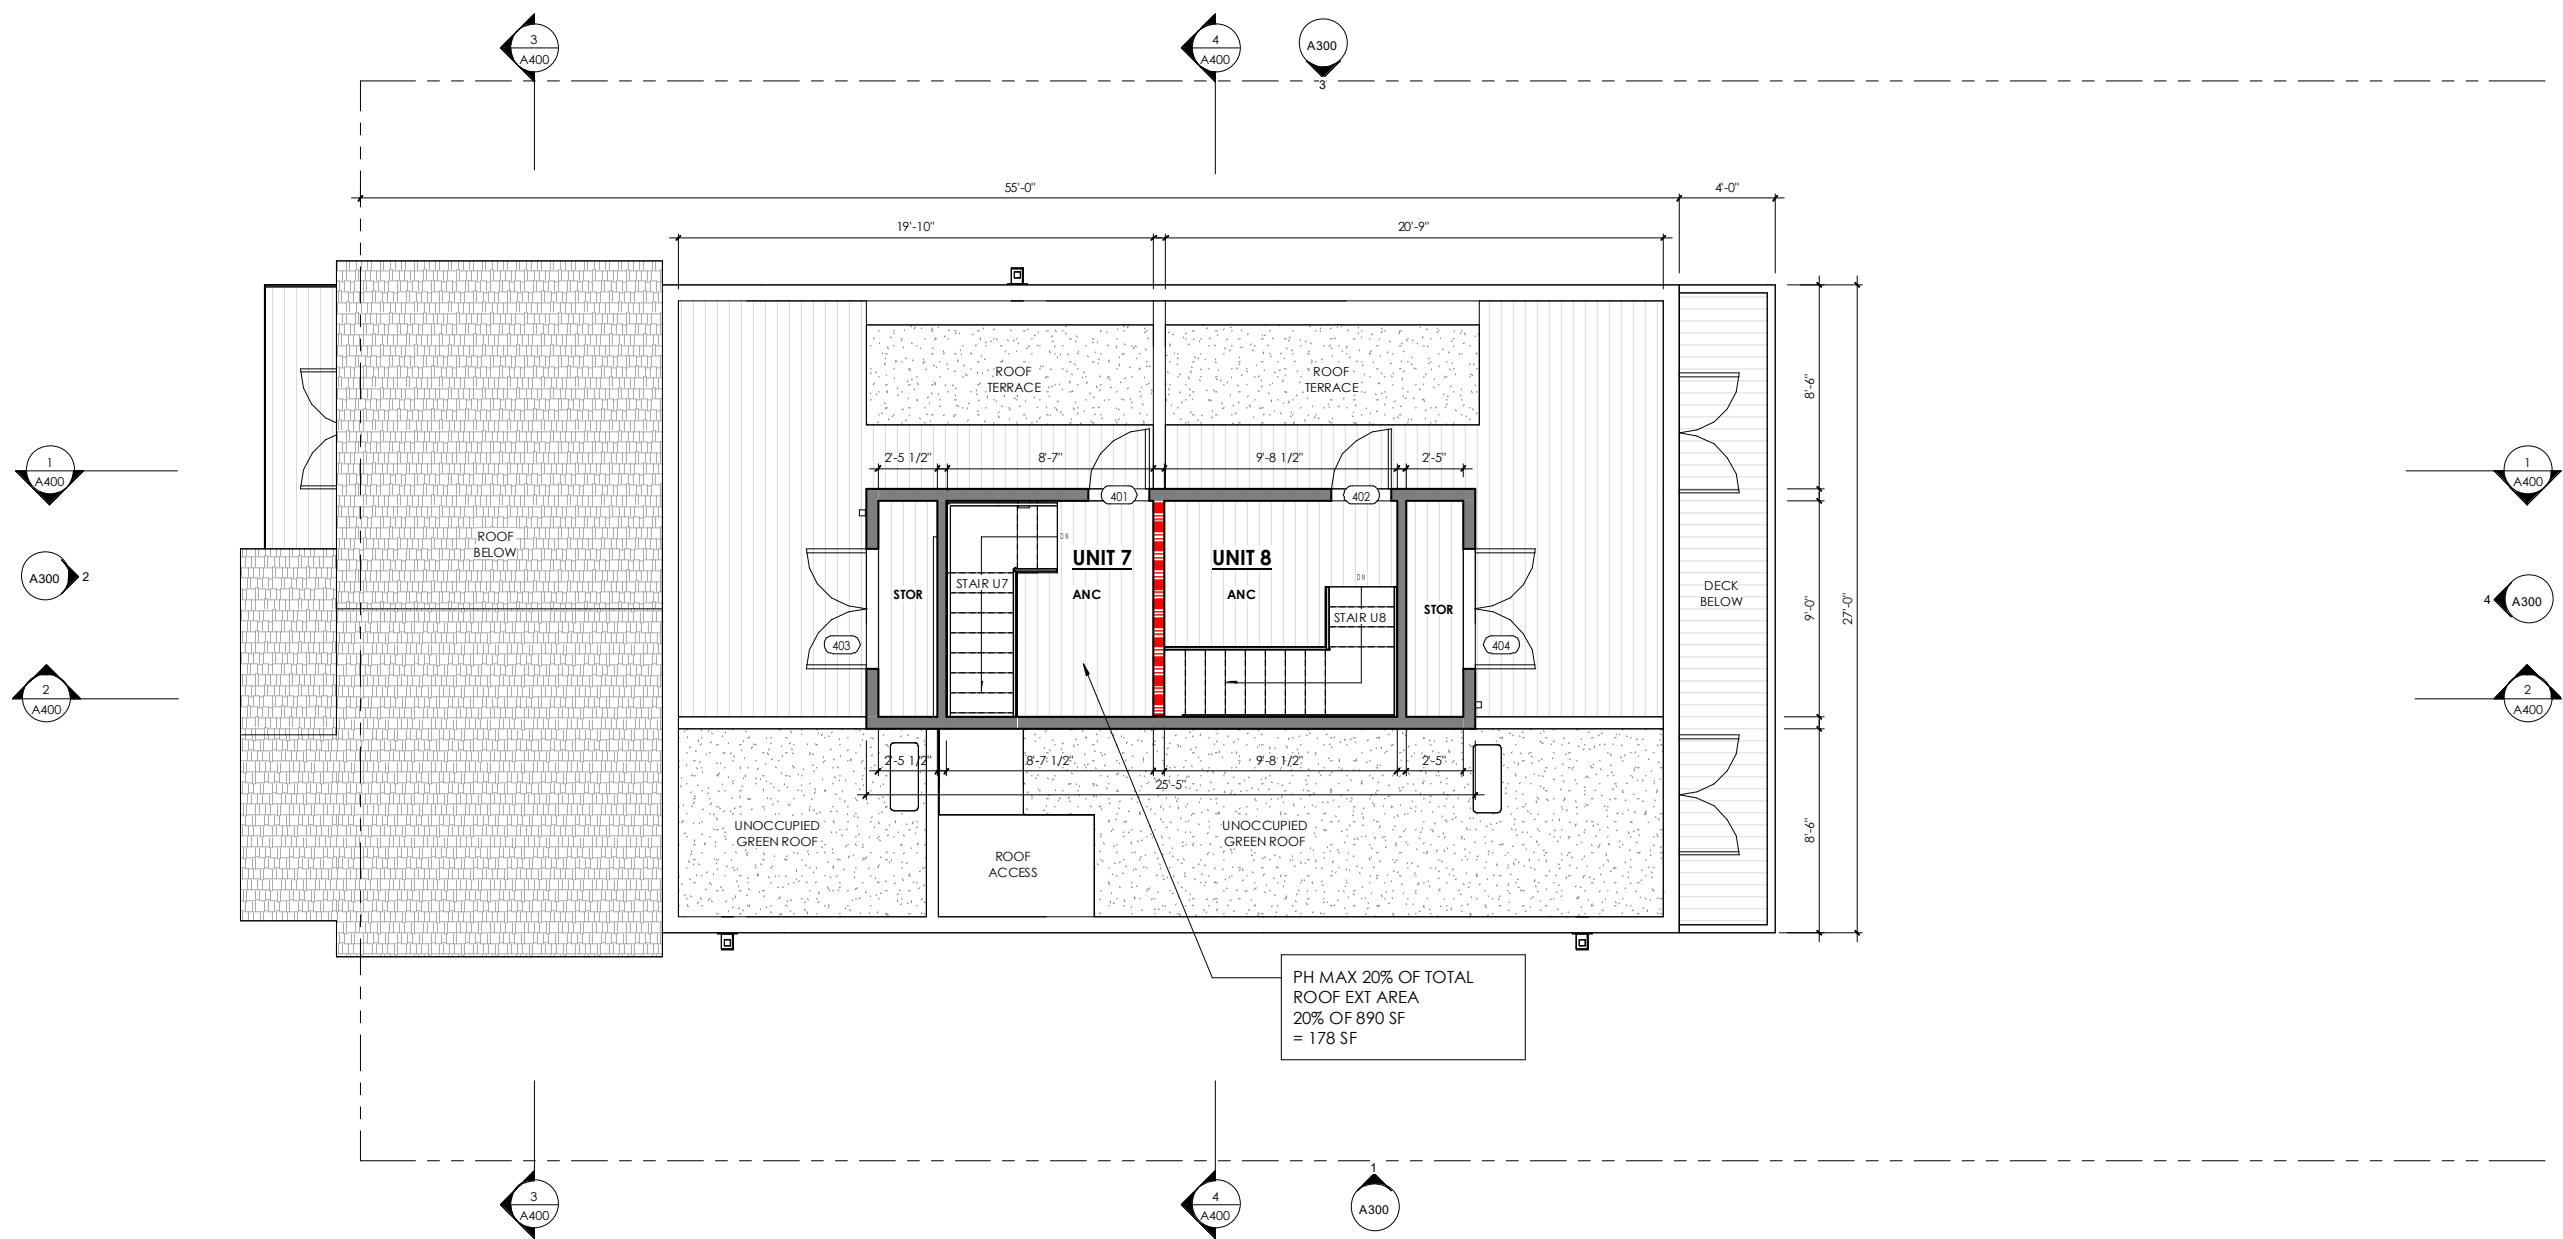 3
A400
4
A400
A300
3
55'-0"
4'-0"
19'-10"
20'-9"
ROOF
TERRACE
ROOF
TERRACE
8'-6"
1
A400
1
A400
2'-5 1/2"
8'-7"
9'-8 1/2"
2'-5"
401
402
ROOF
BELOW
DN
UNIT 7
UNIT 8
A300
2
STAIR U7
DN
STOR
ANC
ANC
STOR
DECK
BELOW
4
A300
9'-0"
27'-0"
STAIR U8
403
404
2
A400
2
A400
2'-5 1/2"
8'-7 1/2"
9'-8 1/2"
2'-5"
25'-5"
UNOCCUPIED
GREEN ROOF
UNOCCUPIED
GREEN ROOF
8'-6"
ROOF
ACCESS
PH MAX 20% OF TOTAL
ROOF EXT AREA
20% OF 890 SF
= 178 SF
3
A400
4
A400
1
A300